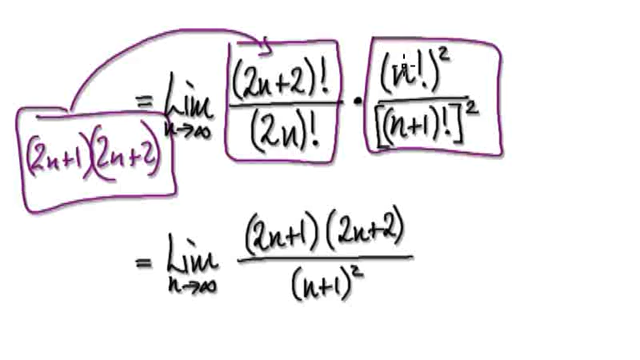 = Lim n→∞ (2n+2)! / (2n)! · (n!)² / [(n+1)!]²
(2n+1)(2n+2)
= Lim n→∞ (2n+1)(2n+2) / (n+1)²